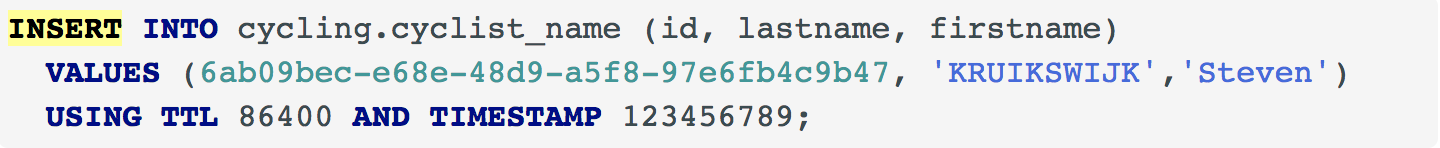 INSERT INTO cycling.cyclist_name (id, lastname, firstname)
VALUES (6ab09bec-e68e-48d9-a5f8-97e6fb4c9b47, 'KRUIKSWIJK','Steven')
USING TTL 86400 AND TIMESTAMP 123456789;